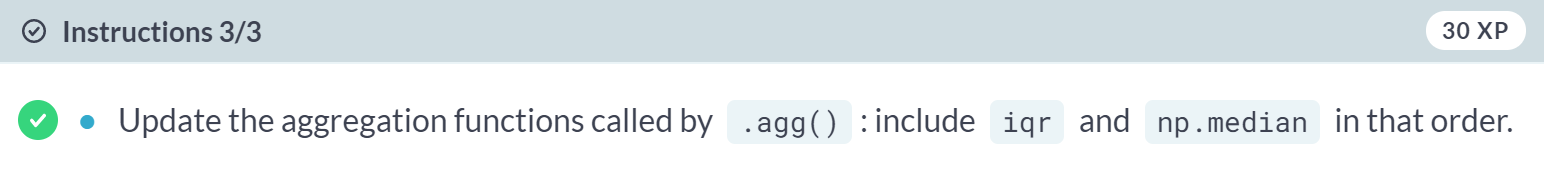 Instructions 3/3 30 XP
Update the aggregation functions called by .agg() : include iqr and np.median in that order.